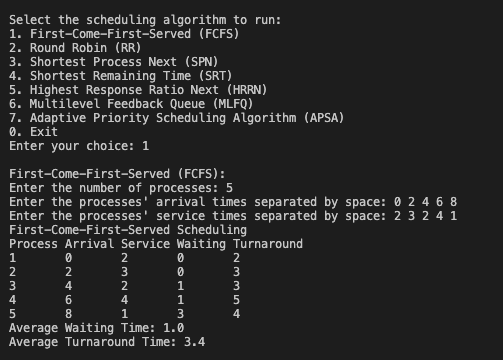 Select the scheduling algorithm to run:
1. First-Come-First-Served (FCFS)
2. Round Robin (RR)
3. Shortest Process Next (SPN)
4. Shortest Remaining Time (SRT)
5. Highest Response Ratio Next (HRRN)
6. Multilevel Feedback Queue (MLFQ)
7. Adaptive Priority Scheduling Algorithm (APSA)
0. Exit
Enter your choice: 1

First-Come-First-Served (FCFS):
Enter the number of processes: 5
Enter the processes' arrival times separated by space: 0 2 4 6 8
Enter the processes' service times separated by space: 2 3 2 4 1
First-Come-First-Served Scheduling
Process Arrival Service Waiting Turnaround
1       0       2       0       2
2       2       3       0       3
3       4       2       1       3
4       6       4       1       5
5       8       1       3       4
Average Waiting Time: 1.0
Average Turnaround Time: 3.4